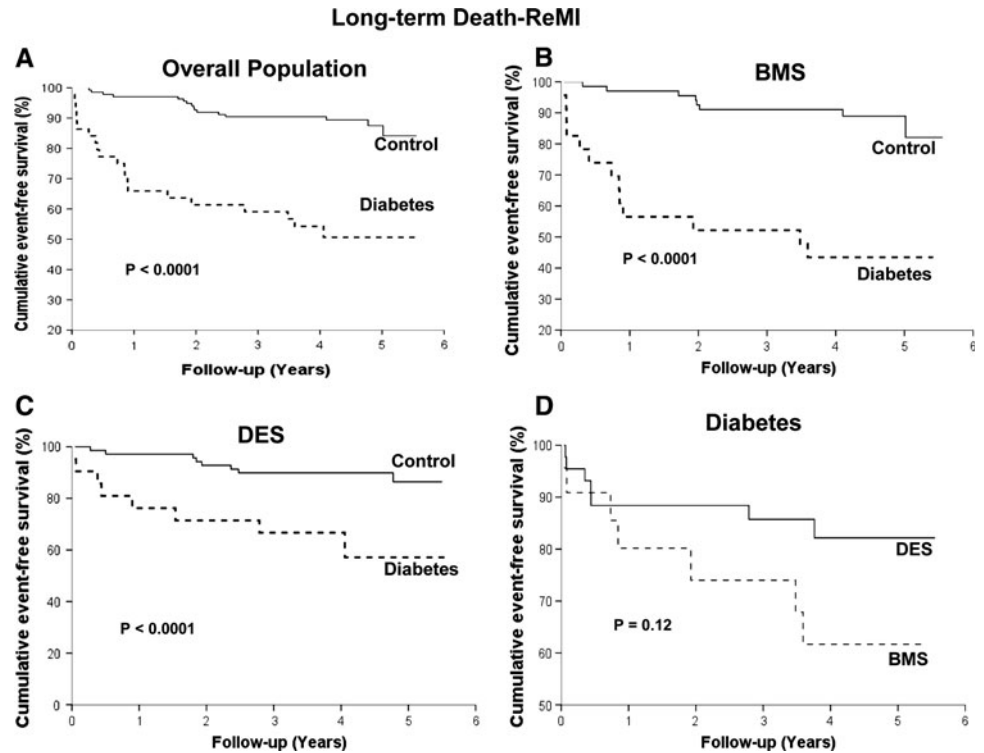 Long-term Death-ReMI
A
Overall Population
Cumulative event-free survival (%)
100
90
80
70
60
50
40
30
20
Control
Diabetes
P < 0.0001
0 1 2 3 4 5 6
Follow-up (Years)
B
BMS
Cumulative event-free survival (%)
100
90
80
70
60
50
40
30
20
Control
P < 0.0001
Diabetes
0 1 2 3 4 5 6
Follow-up (Years)
C
DES
Cumulative event-free survival (%)
100
80
60
40
20
0
Control
Diabetes
P < 0.0001
0 1 2 3 4 5 6
Follow-up (Years)
D
Diabetes
Cumulative event-free survival (%)
100
90
80
70
60
50
DES
P = 0.12
BMS
0 1 2 3 4 5 6
Follow-up (Years)